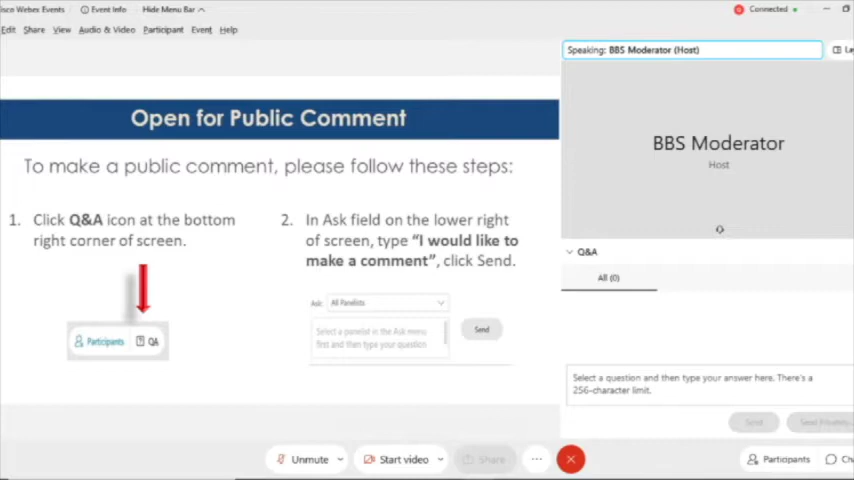 isco Webex Events Event Info Hide Menu Bar Connected
Edit Share View Audio & Video Participant Event Help
Speaking: BBS Moderator (Host)
Open for Public Comment
To make a public comment, please follow these steps:
1. Click Q&A icon at the bottom
right corner of screen.
Participants QA
2. In Ask field on the lower right
of screen, type “I would like to
make a comment”, click Send.
Ask: All Panelists
Select a panelist in the Ask menu
first and then type your question
Send
BBS Moderator
Host
Q&A
All (0)
Select a question and then type your answer here. There's a
256-character limit.
Send Send Privately
Unmute Start video Share Participants Ch